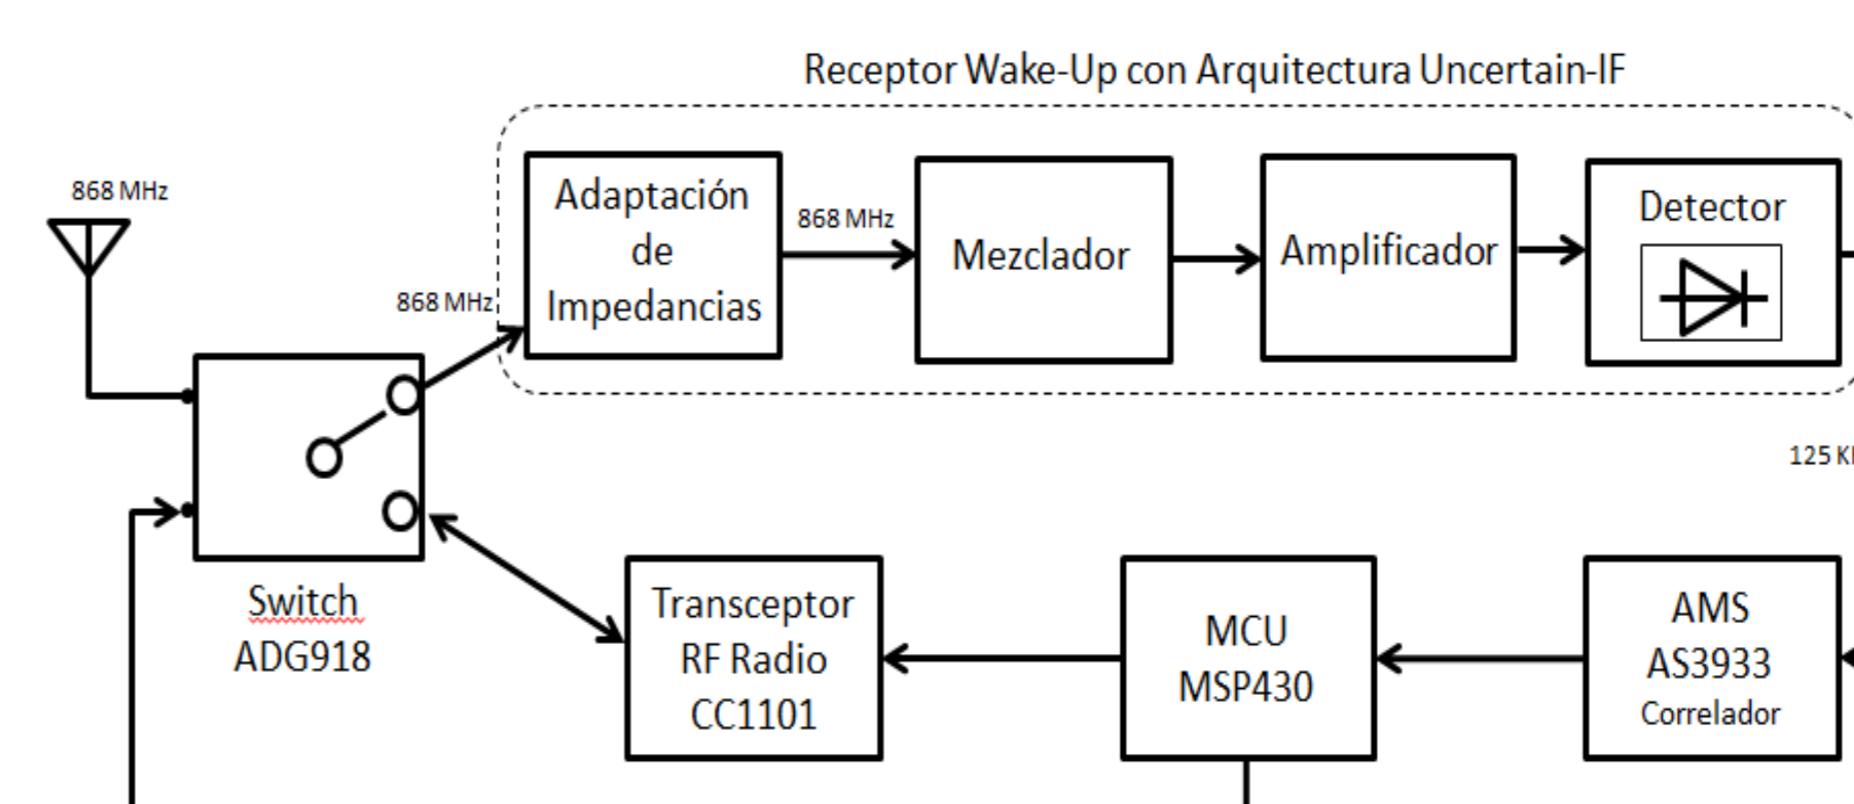 Receptor Wake-Up con Arquitectura Uncertain-IF
868 MHz
868 MHz
Adaptación
de
Impedancias
868 MHz
Mezclador
Amplificador
Detector
125 K
Switch
ADG918
Transceptor
RF Radio
CC1101
MCU
MSP430
AMS
AS3933
Correlador